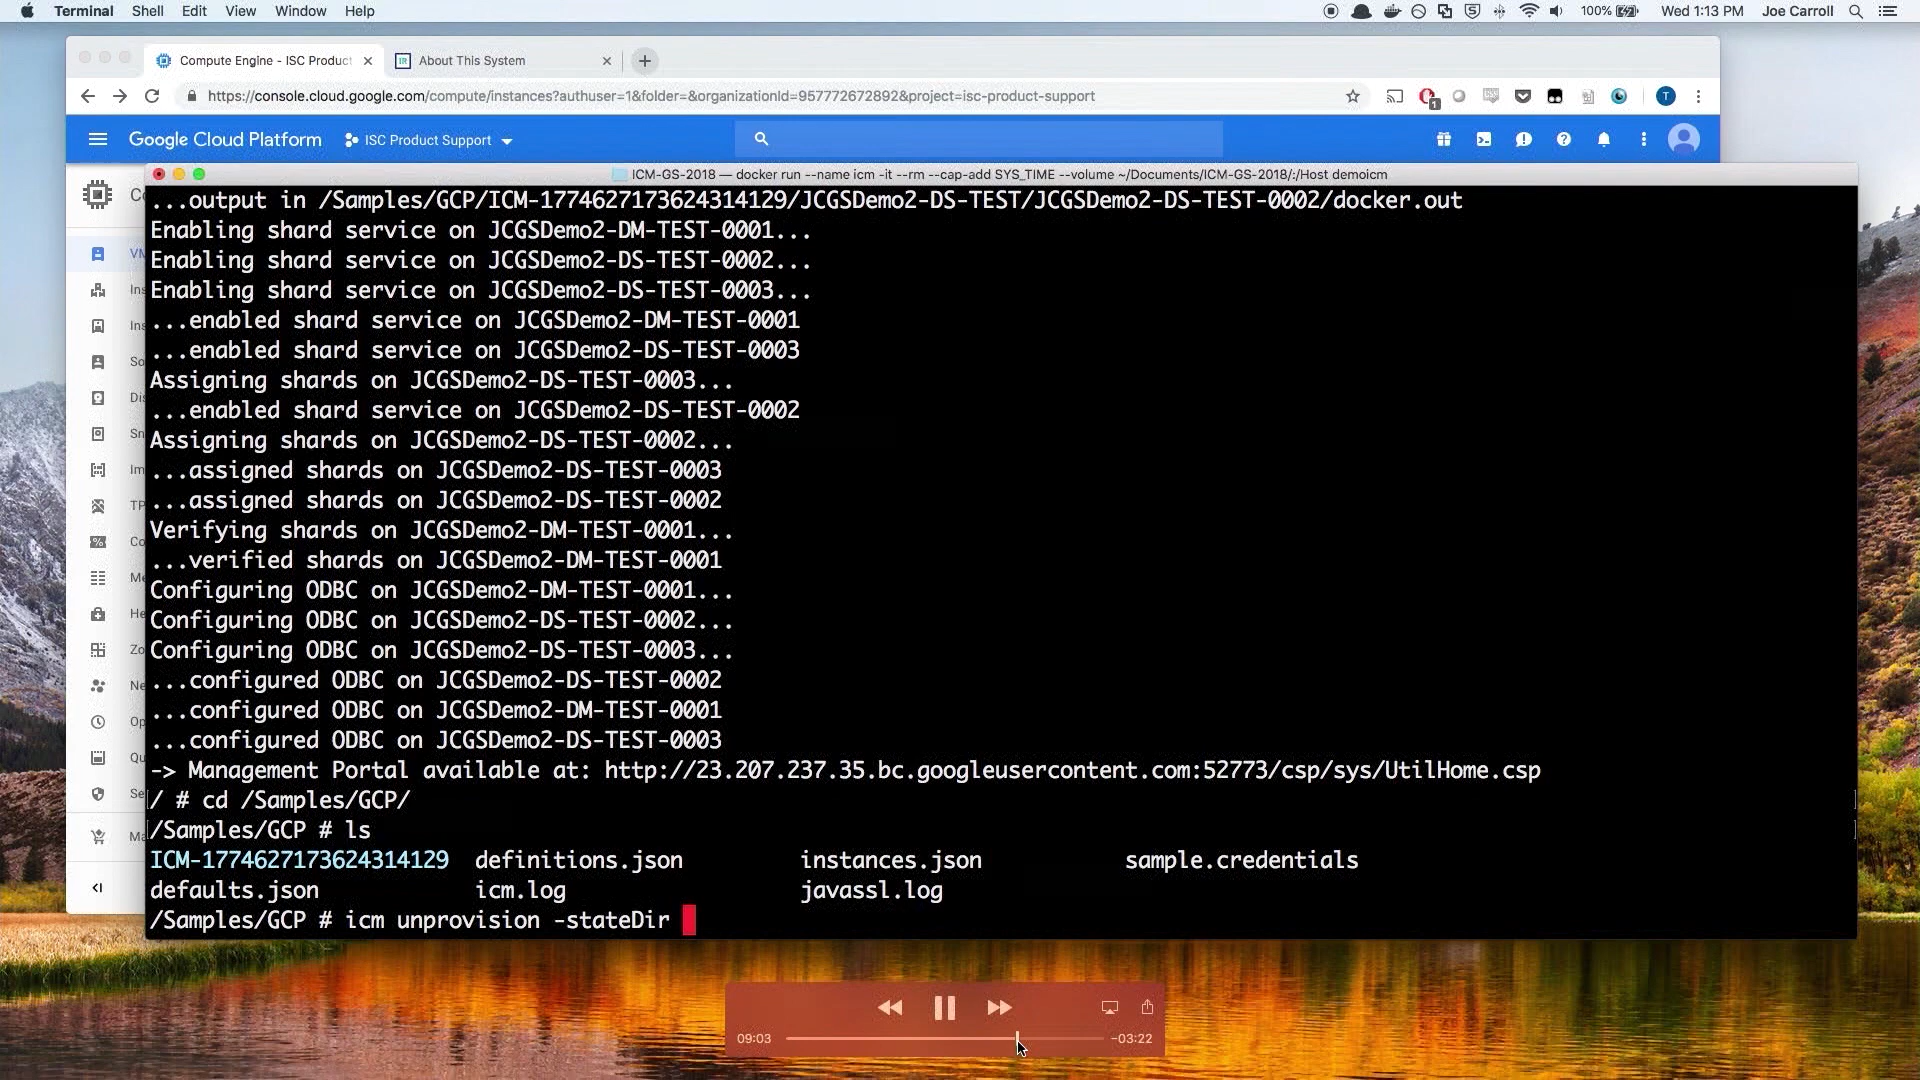 Terminal Shell Edit View Window Help 100% Wed 1:13 PM Joe Carroll
Compute Engine - ISC Product About This System
https://console.cloud.google.com/compute/instances?authuser=1&folder=&organizationId=957772672892&project=isc-product-support
Google Cloud Platform ISC Product Support
ICM-GS-2018 — docker run --name icm -it --rm --cap-add SYS_TIME --volume ~/Documents/ICM-GS-2018/:/Host demoicm
...output in /Samples/GCP/ICM-1774627173624314129/JCGSDemo2-DS-TEST/JCGSDemo2-DS-TEST-0002/docker.out
Enabling shard service on JCGSDemo2-DM-TEST-0001...
Enabling shard service on JCGSDemo2-DS-TEST-0002...
Enabling shard service on JCGSDemo2-DS-TEST-0003...
...enabled shard service on JCGSDemo2-DM-TEST-0001
...enabled shard service on JCGSDemo2-DS-TEST-0003
Assigning shards on JCGSDemo2-DS-TEST-0003...
...enabled shard service on JCGSDemo2-DS-TEST-0002
Assigning shards on JCGSDemo2-DS-TEST-0002...
...assigned shards on JCGSDemo2-DS-TEST-0003
...assigned shards on JCGSDemo2-DS-TEST-0002
Verifying shards on JCGSDemo2-DM-TEST-0001...
...verified shards on JCGSDemo2-DM-TEST-0001
Configuring ODBC on JCGSDemo2-DM-TEST-0001...
Configuring ODBC on JCGSDemo2-DS-TEST-0002...
Configuring ODBC on JCGSDemo2-DS-TEST-0003...
...configured ODBC on JCGSDemo2-DS-TEST-0002
...configured ODBC on JCGSDemo2-DM-TEST-0001
...configured ODBC on JCGSDemo2-DS-TEST-0003
-> Management Portal available at: http://23.207.237.35.bc.googleusercontent.com:52773/csp/sys/UtilHome.csp
/ # cd /Samples/GCP/
/Samples/GCP # ls
ICM-1774627173624314129 definitions.json instances.json sample.credentials
defaults.json icm.log javassl.log
/Samples/GCP # icm unprovision -stateDir
09:03 -03:22